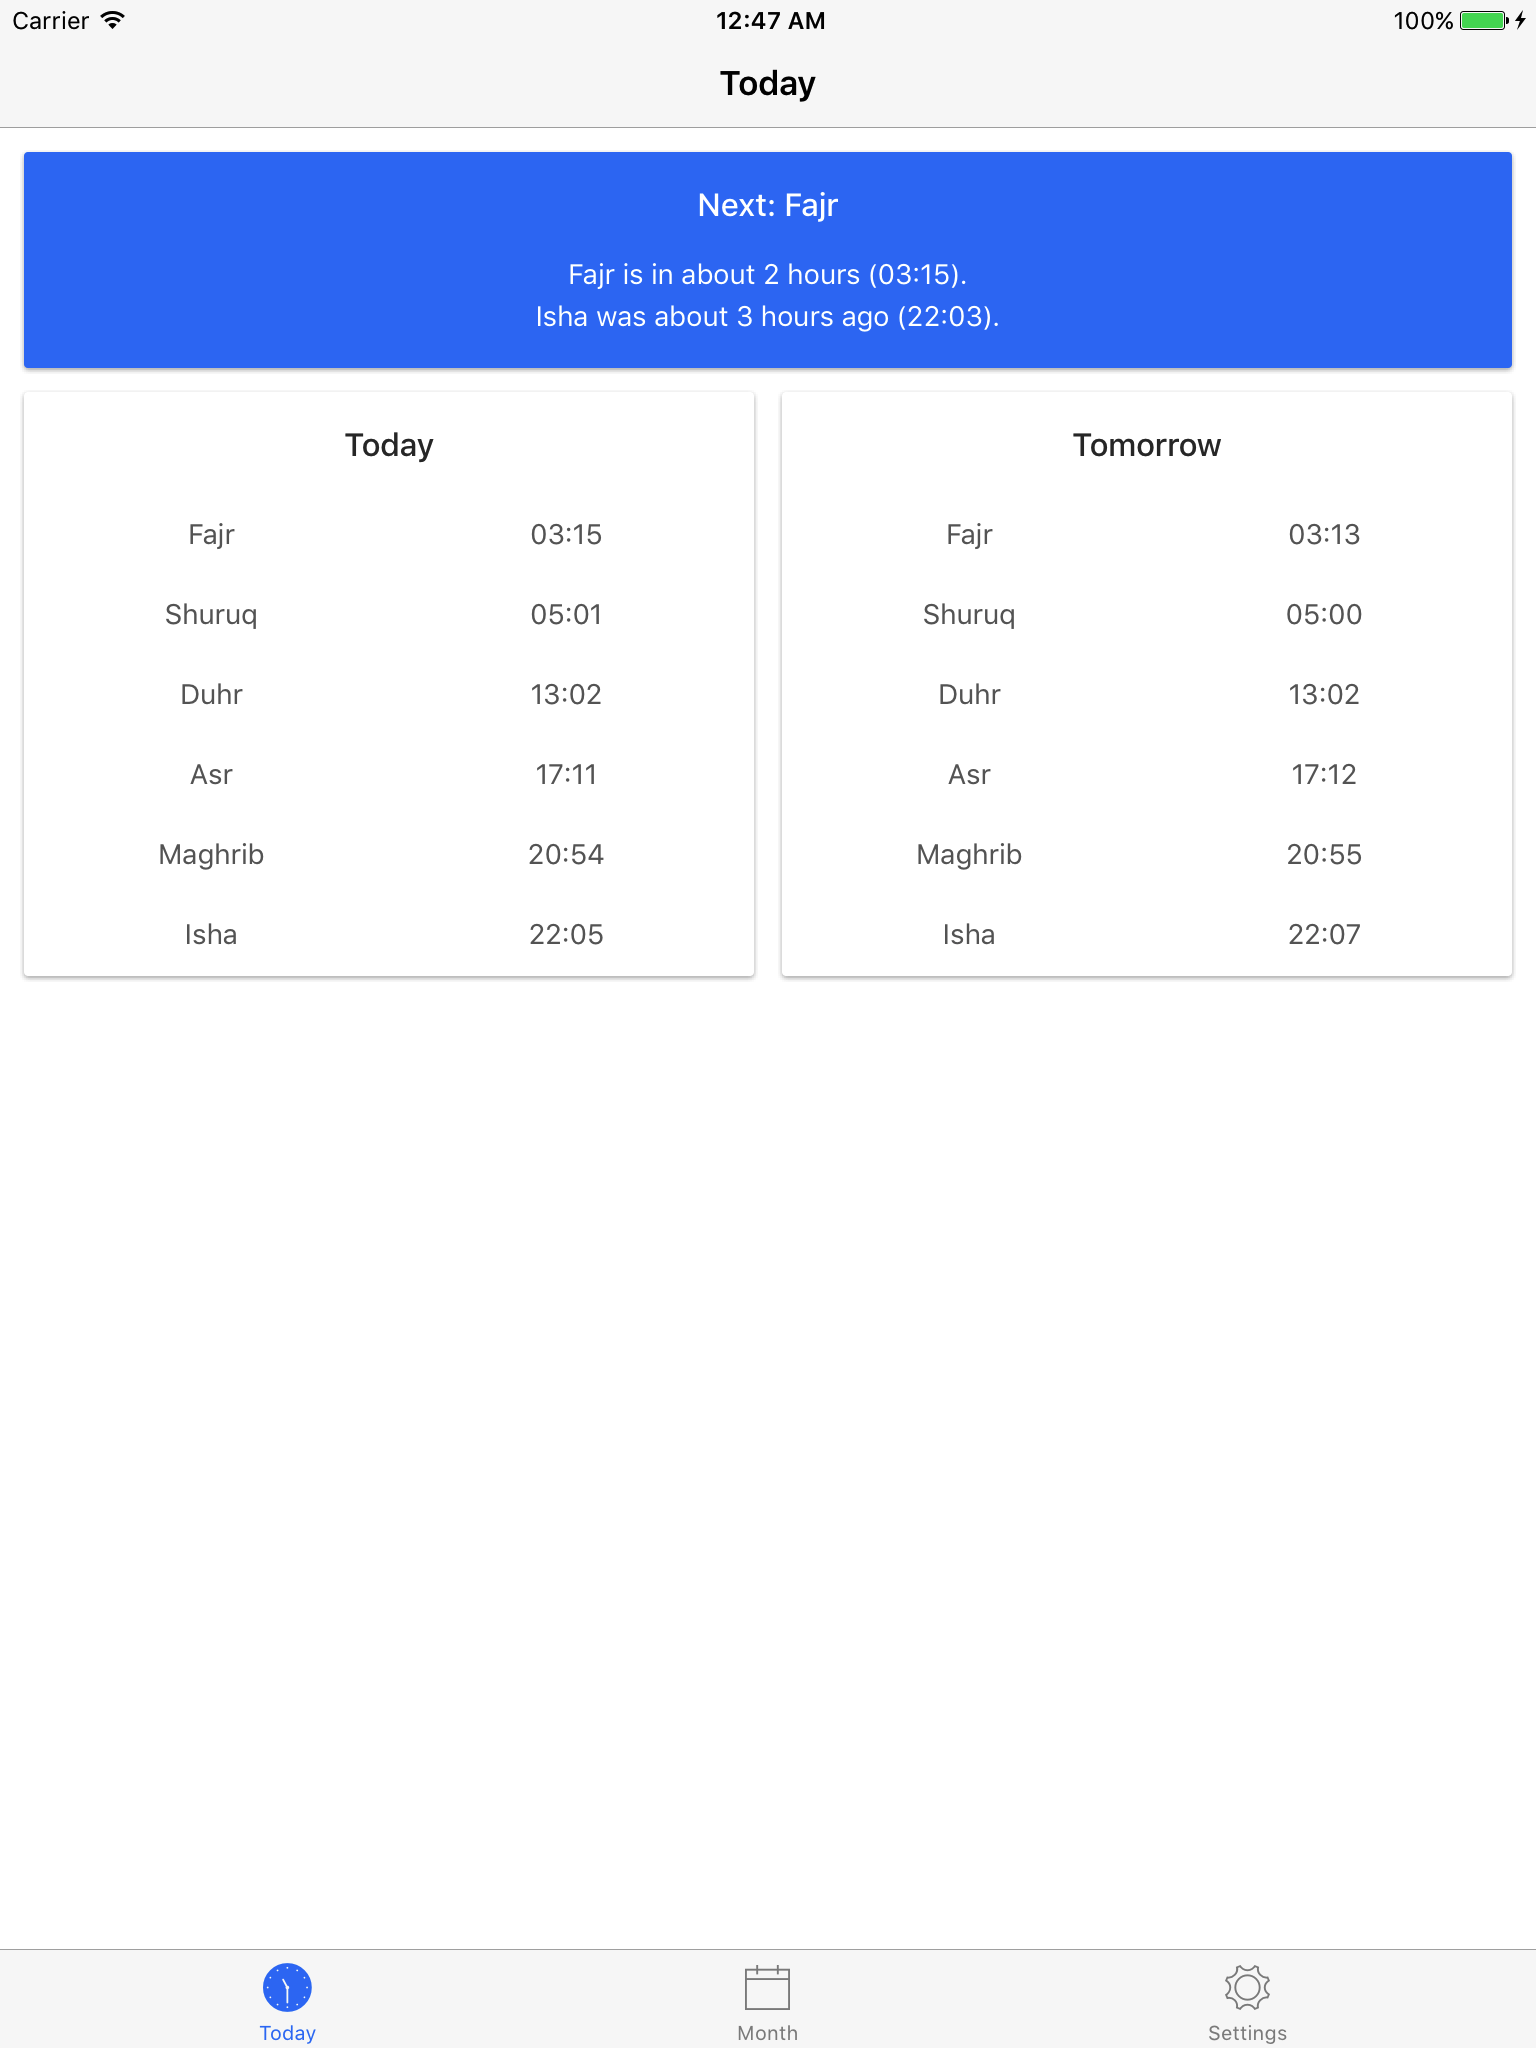 Carrier 12:47 AM 100%
Today
Next: Fajr
Fajr is in about 2 hours (03:15).
Isha was about 3 hours ago (22:03).
Today
Fajr 03:15
Shuruq 05:01
Duhr 13:02
Asr 17:11
Maghrib 20:54
Isha 22:05
Tomorrow
Fajr 03:13
Shuruq 05:00
Duhr 13:02
Asr 17:12
Maghrib 20:55
Isha 22:07
Today Month Settings